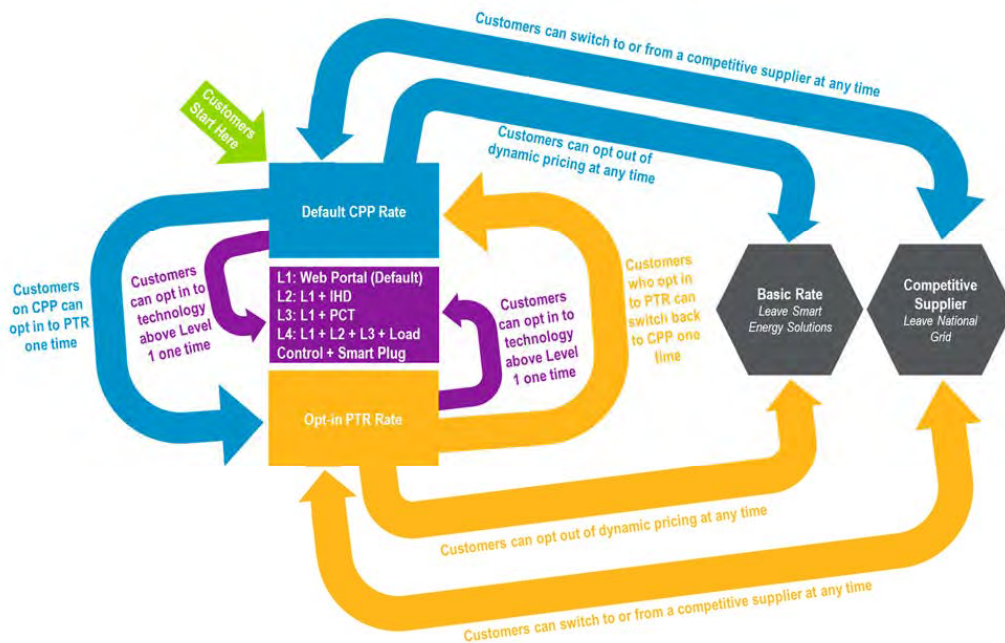 Customers can switch to or from a competitive supplier at any time
Customers
Start Here
Customers can opt out of
dynamic pricing at any time
Default CPP Rate
Customers
on CPP can
opt in to PTR
one time
Customers
can opt in to
technology
above Level
1 one time
L1: Web Portal (Default)
L2: L1 + IHD
L3: L1 + PCT
L4: L1 + L2 + L3 + Load
Control + Smart Plug
Customers
can opt in to
technology
above Level
1 one time
Customers
who opt in
to PTR can
switch back
to CPP one
time
Basic Rate
Leave Smart
Energy Solutions
Competitive
Supplier
Leave National
Grid
Opt-in PTR Rate
Customers can opt out of dynamic pricing at any time
Customers can switch to or from a competitive supplier at any time